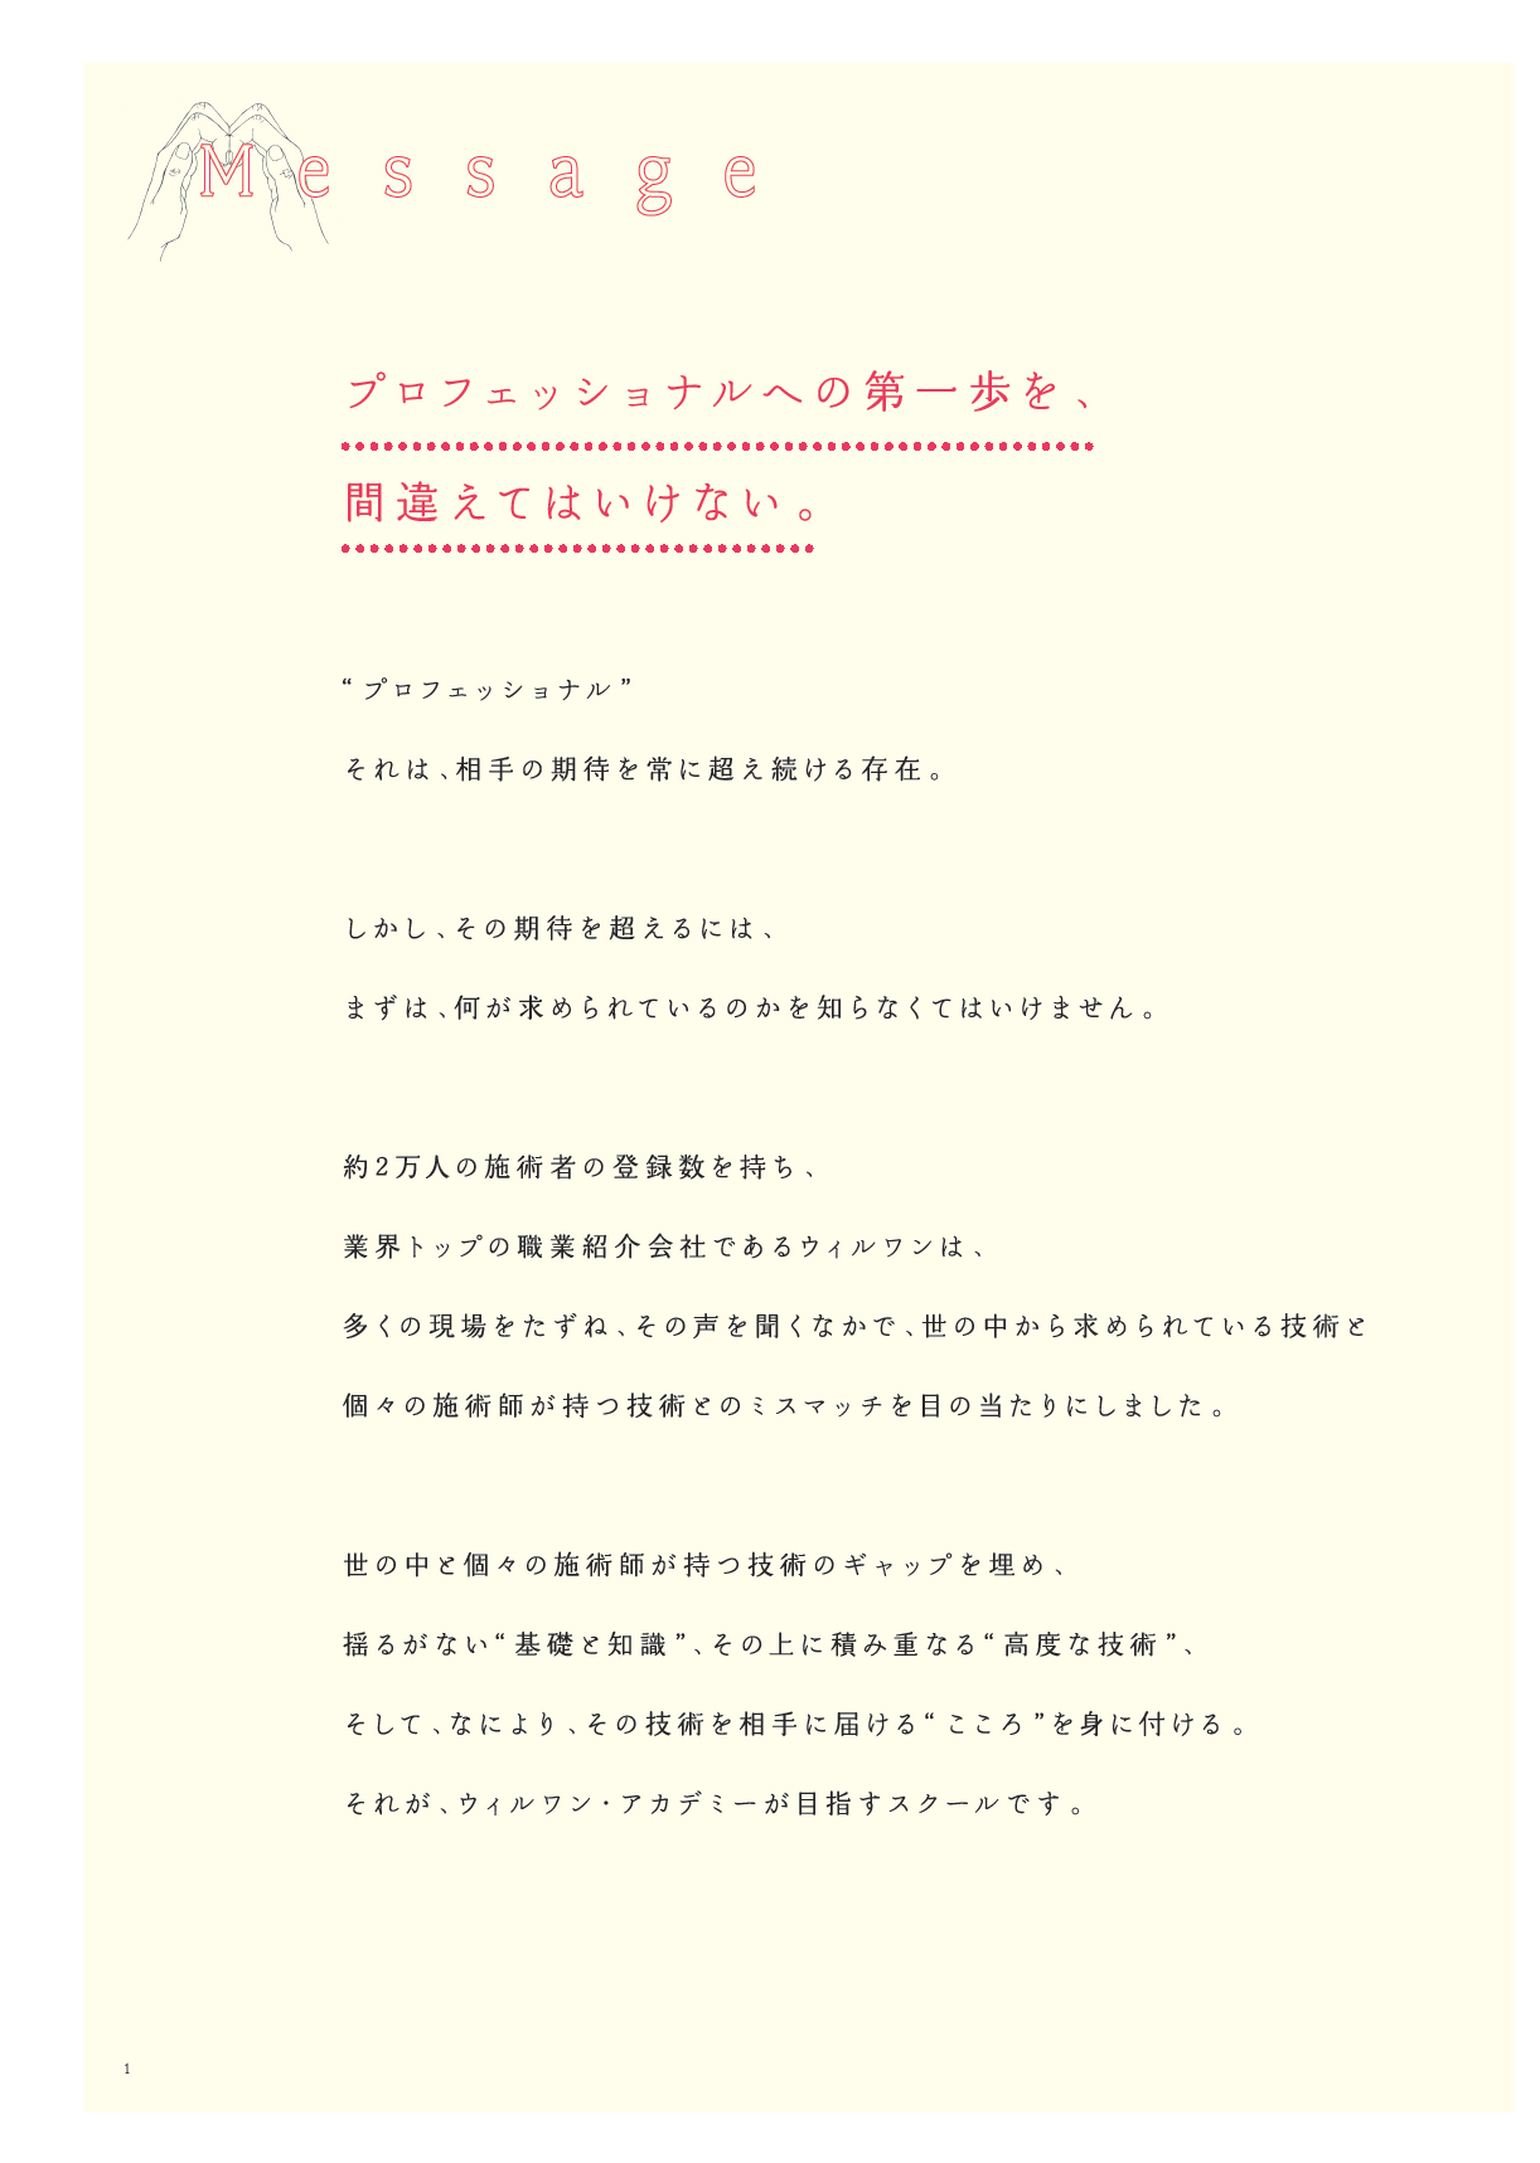 Message
プロフェッショナルへの第一歩を、
間違えてはいけない。
“プロフェッショナル”
それは、相手の期待を常に超え続ける存在。
しかし、その期待を超えるには、
まずは、何が求められているのかを知らなくてはいけません。
約2万人の施術者の登録数を持ち、
業界トップの職業紹介会社であるウィルワンは、
多くの現場をたずね、その声を聞くなかで、世の中から求められている技術と
個々の施術師が持つ技術とのミスマッチを目の当たりにしました。
世の中と個々の施術師が持つ技術のギャップを埋め、
揺るがない“基礎と知識”、その上に積み重なる“高度な技術”、
そして、なにより、その技術を相手に届ける“こころ”を身に付ける。
それが、ウィルワン・アカデミーが目指すスクールです。
1